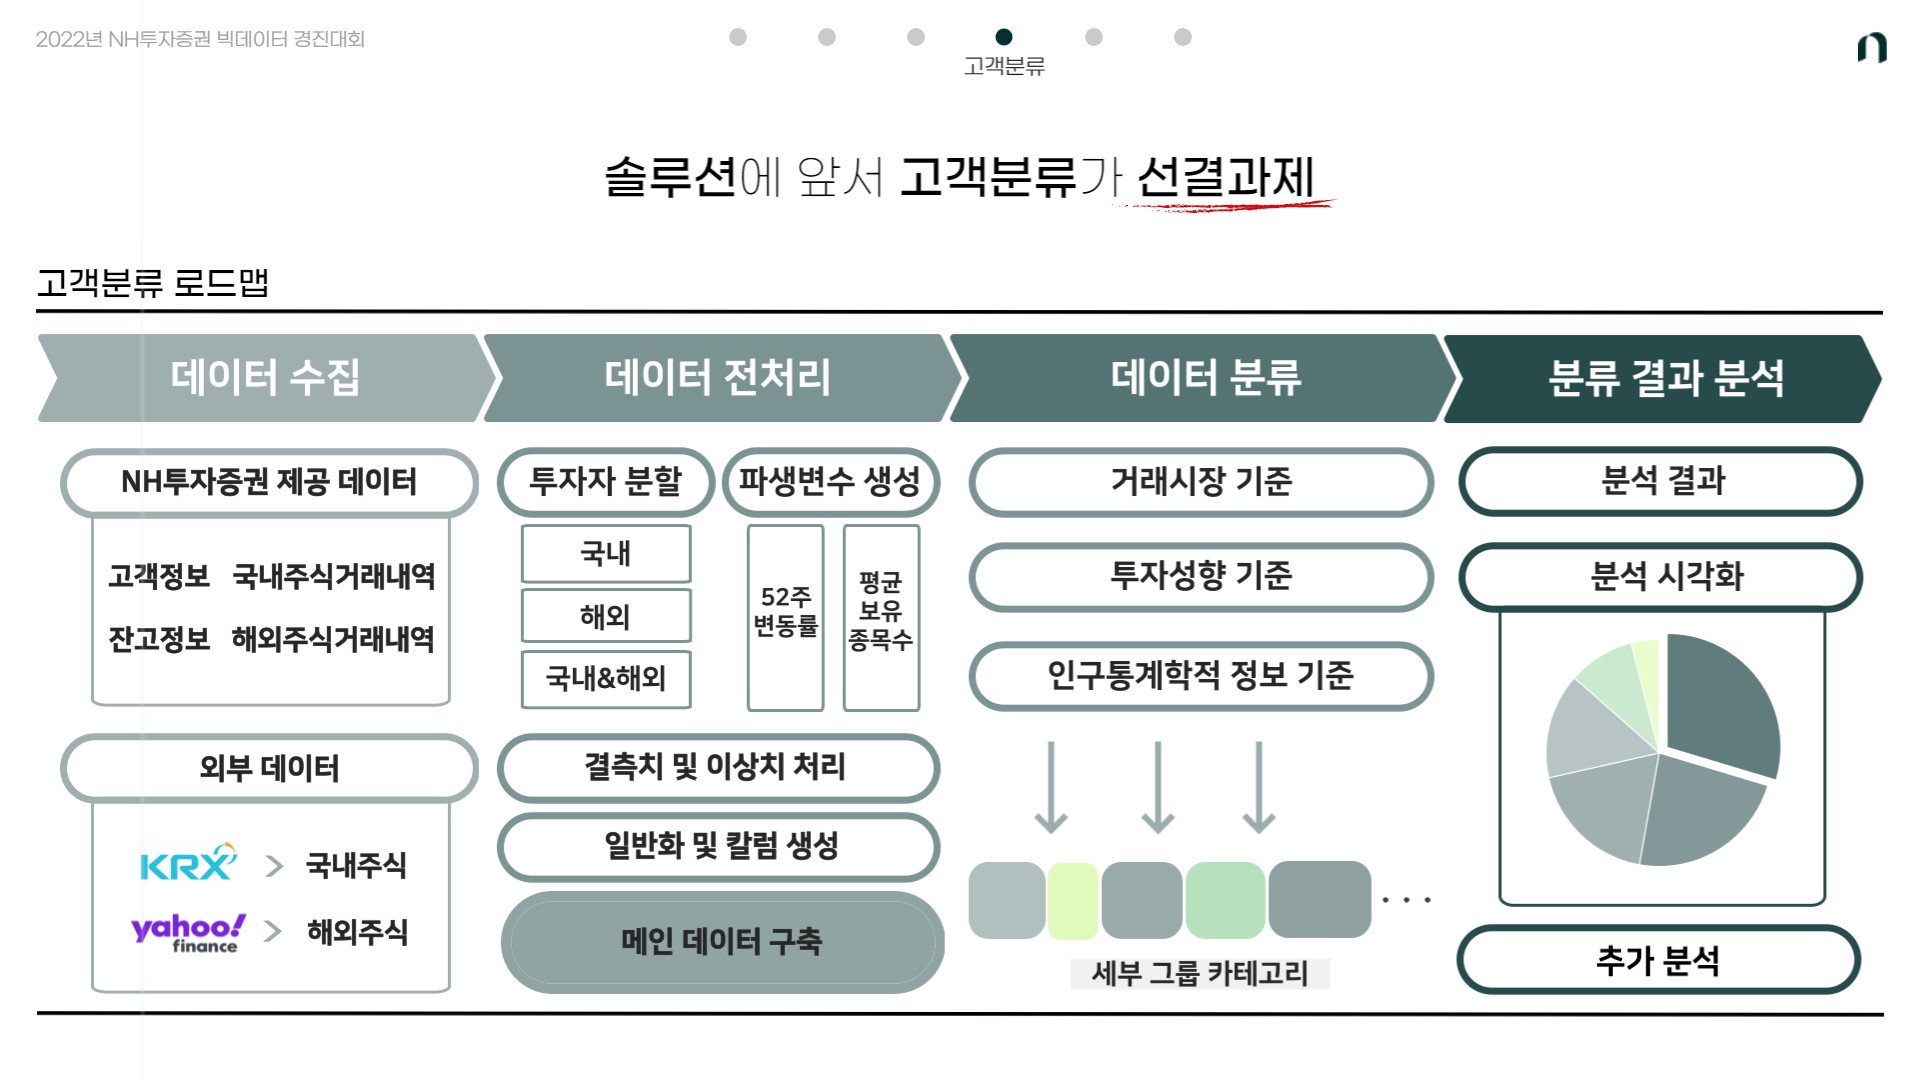 2022년 NH투자증권 빅데이터 경진대회
고객분류
솔루션에 앞서 고객분류가 선결과제
고객분류 로드맵
데이터 수집
데이터 전처리
데이터 분류
분류 결과 분석
NH투자증권 제공 데이터
고객정보 국내주식거래내역
잔고정보 해외주식거래내역
외부 데이터
KRX > 국내주식
yahoo!
finance > 해외주식
투자자 분할
국내
해외
국내&해외
파생변수 생성
52주
변동률
평균
보유
종목수
결측치 및 이상치 처리
일반화 및 칼럼 생성
메인 데이터 구축
거래시장 기준
투자성향 기준
인구통계학적 정보 기준
...
세부 그룹 카테고리
분석 결과
분석 시각화
추가 분석